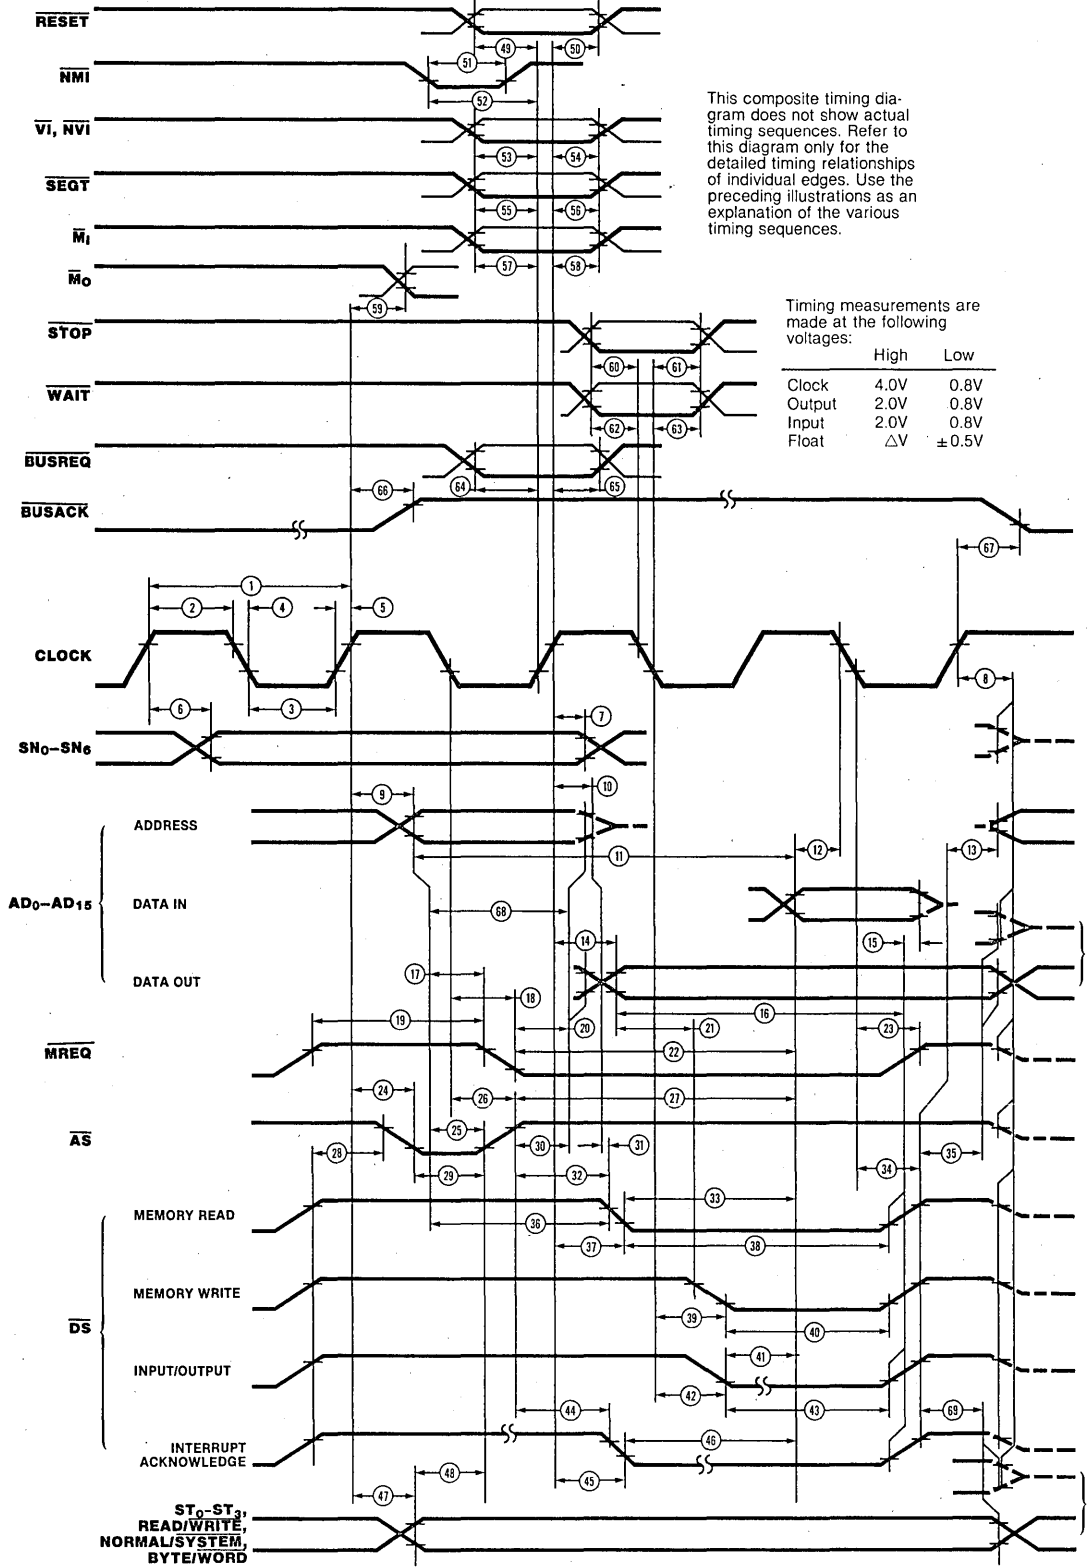 RESET
49
50
NMI
51
52
This composite timing dia-
gram does not show actual
timing sequences. Refer to
this diagram only for the
detailed timing relationships
of individual edges. Use the
preceding illustrations as an
explanation of the various
timing sequences.
VI, NVI
53
54
SEGT
55
56
MI
57
58
MO
59
Timing measurements are
made at the following
voltages:
High Low
Clock 4.0V 0.8V
Output 2.0V 0.8V
Input 2.0V 0.8V
Float △V ±0.5V
STOP
60
61
WAIT
62
63
BUSREQ
64
65
66
BUSACK
67
1
2
4
5
CLOCK
8
6
3
7
SN0–SN6
9
10
ADDRESS
11
12
13
AD0–AD15
DATA IN
68
14
15
17
DATA OUT
18
16
19
20
21
23
MREQ
22
24
26
27
AS
25
28
30
31
35
29
32
34
33
MEMORY READ
36
37
38
MEMORY WRITE
39
40
DS
41
INPUT/OUTPUT
42
43
44
69
46
INTERRUPT
ACKNOWLEDGE
48
45
47
ST0–ST3,
READ/WRITE,
NORMAL/SYSTEM,
BYTE/WORD